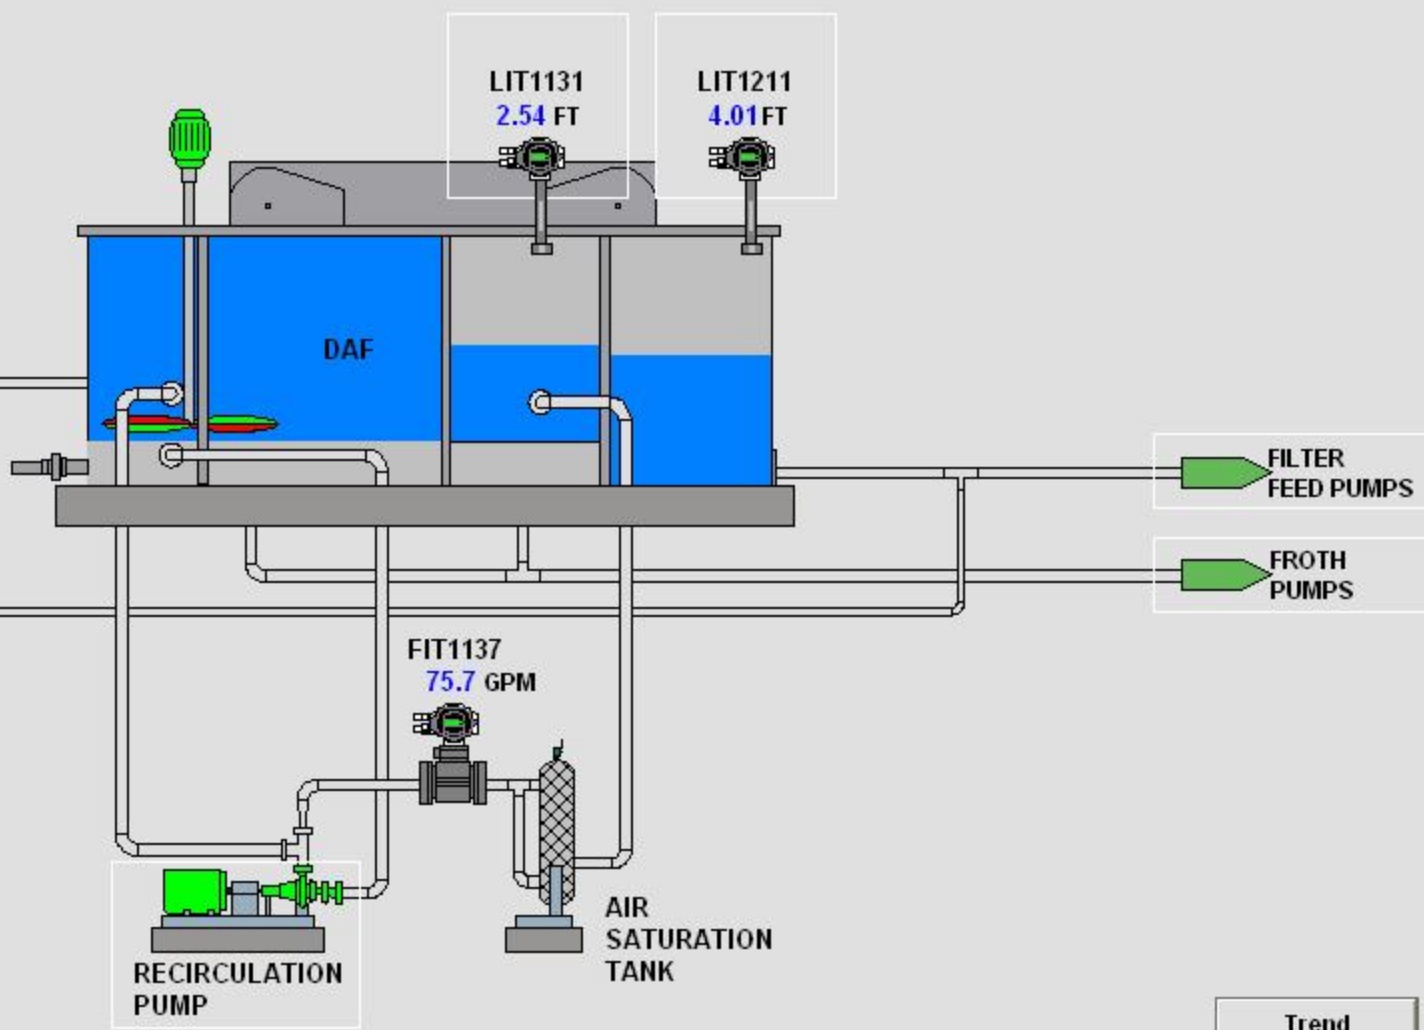 LIT1131
2.54 FT
LIT1211
4.01 FT
DAF
FILTER
FEED PUMPS
FROTH
PUMPS
FIT1137
75.7 GPM
AIR
SATURATION
TANK
RECIRCULATION
PUMP
Trend